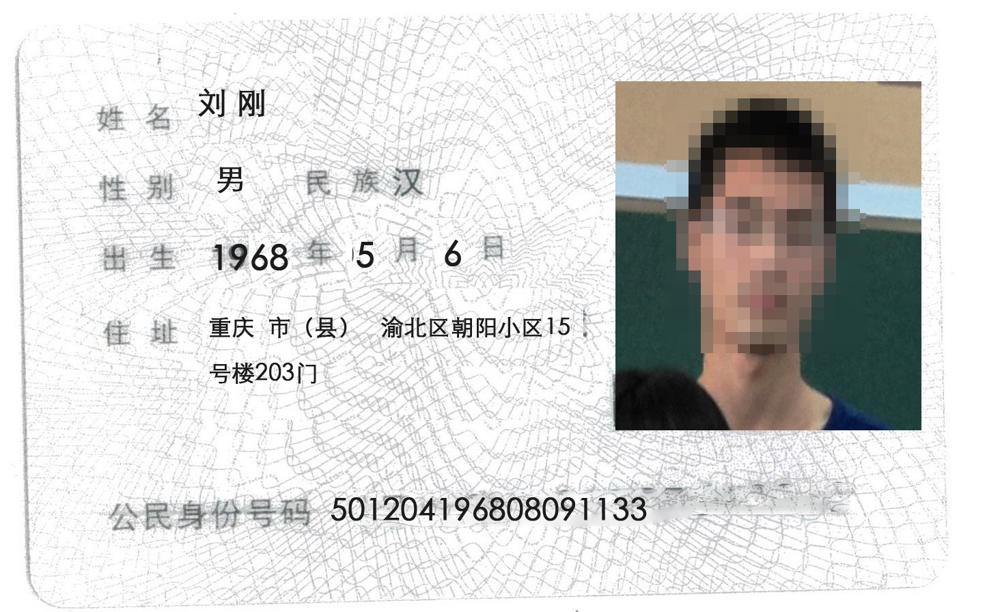 姓名 刘刚
性别 男 民族 汉
出生 1968 年 5 月 6 日
住址 重庆 市（县） 渝北区朝阳小区15
号楼203门
公民身份号码 501204196808091133